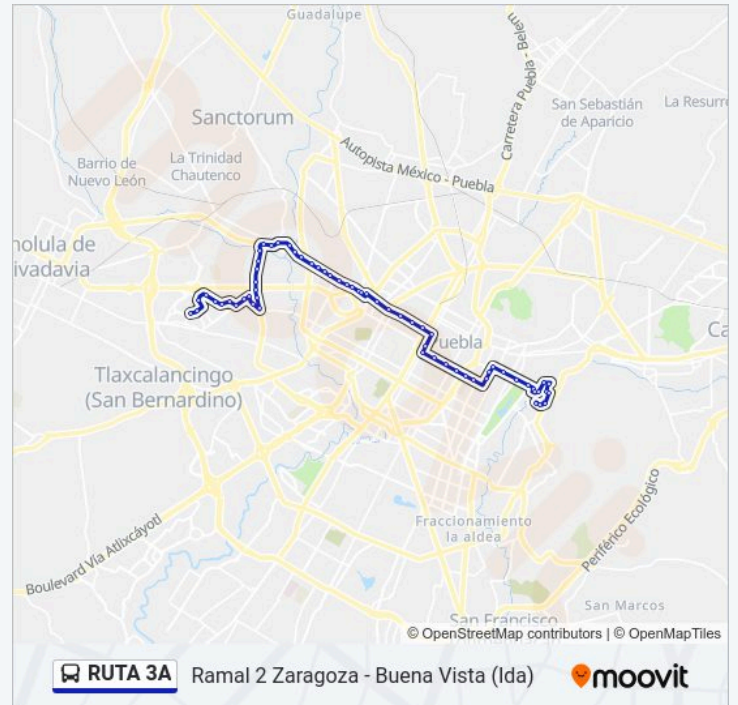 Guadalupe
Carretera Puebla - Belem
San Sebastián
de Aparicio
La Resurre
Sanctorum
Autopista México - Puebla
Barrio de
Nuevo León
La Trinidad
Chautenco
nolula de
ivadavia
uebla
Ca
Tlaxcalancingo
(San Bernardino)
Fraccionamiento
la aldea
Periférico Ecológico
Boulevard Vía Atlixcáyotl
San Marcos
San Francisco
© OpenStreetMap contributors | © OpenMapTiles
RUTA 3A Ramal 2 Zaragoza - Buena Vista (Ida) moovit